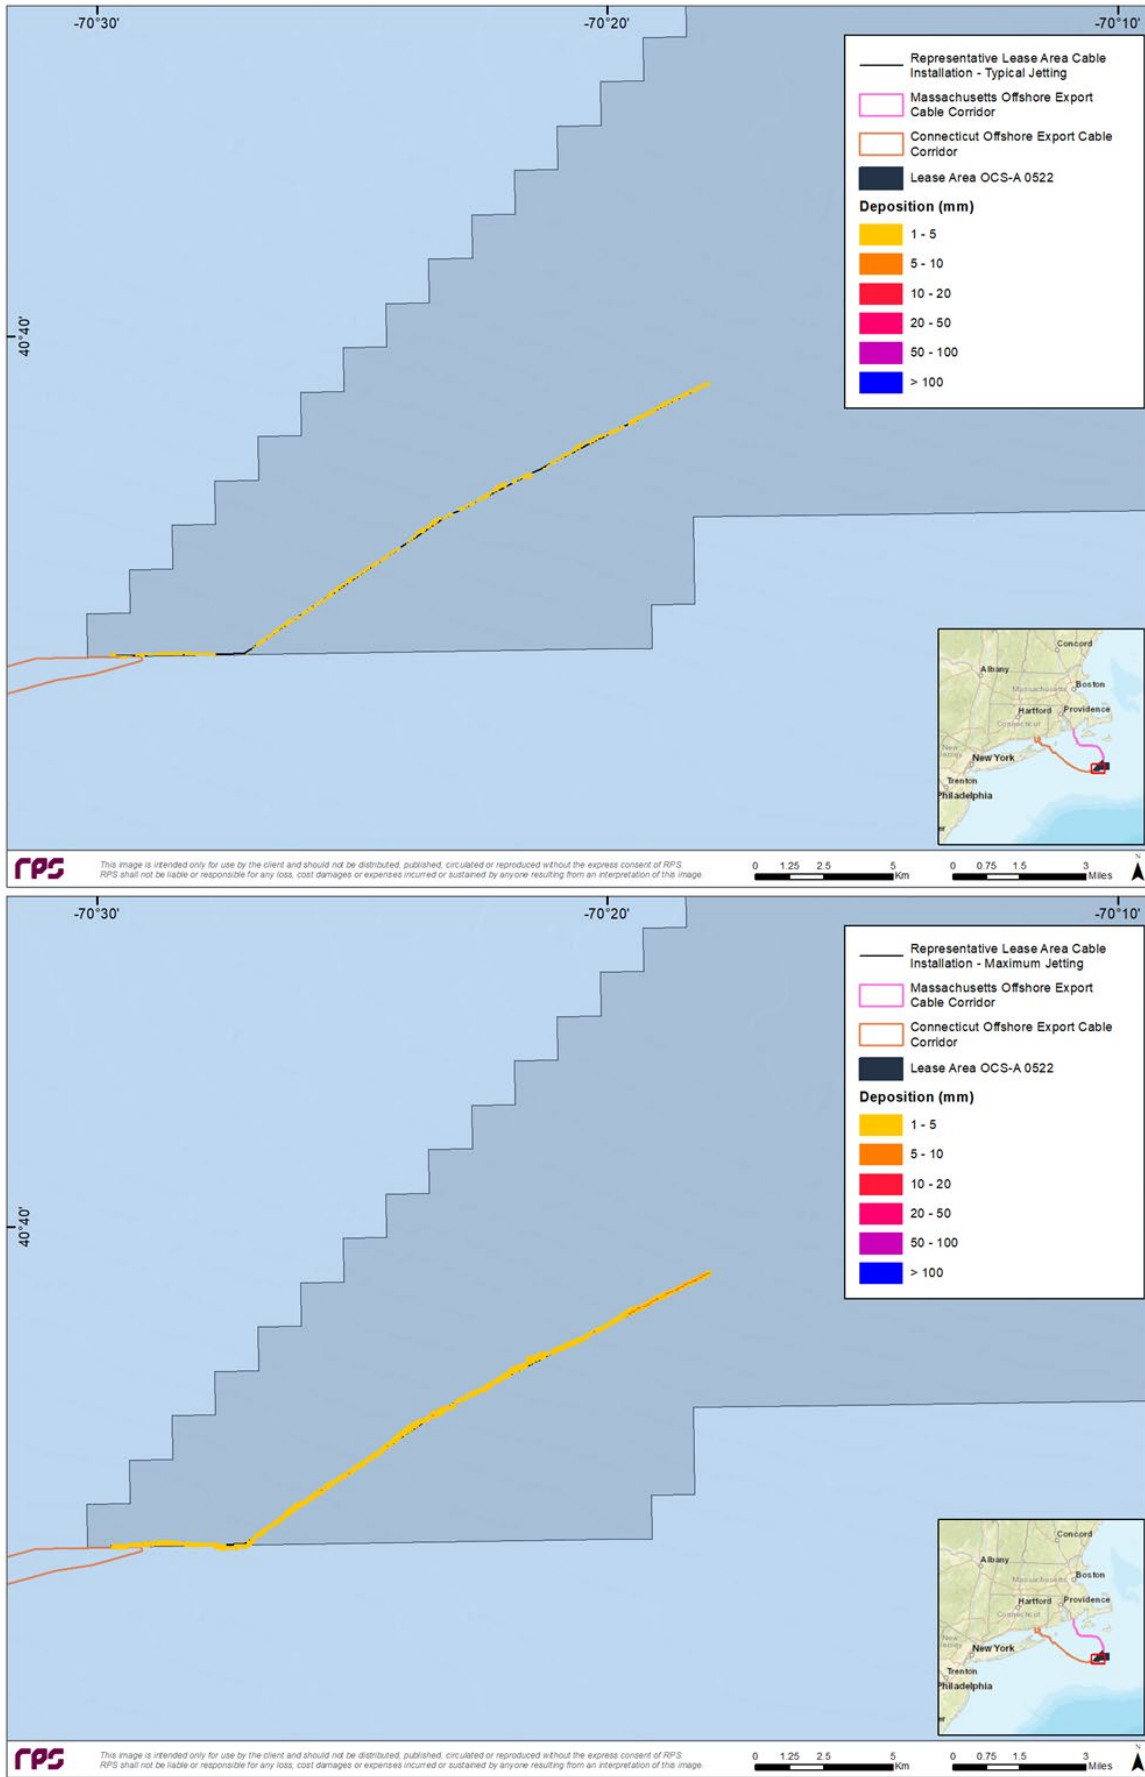 -70°30'
-70°20'
-70°10'
40°40'
Representative Lease Area Cable
Installation - Typical Jetting
Massachusetts Offshore Export
Cable Corridor
Connecticut Offshore Export Cable
Corridor
Lease Area OCS-A 0522
Deposition (mm)
1 - 5
5 - 10
10 - 20
20 - 50
50 - 100
> 100
Concord
Albany
Massachusetts
Boston
Hartford
Providence
Connecticut
New York
Trenton
Philadelphia
rps
This image is intended only for use by the client and should not be distributed, published, circulated or reproduced without the express consent of RPS.
RPS shall not be liable or responsible for any loss, cost damages or expenses incurred or sustained by anyone resulting from an interpretation of this image.
0 1.25 2.5 5
Km
0 0.75 1.5 3
Miles
N
-70°30'
-70°20'
-70°10'
40°40'
Representative Lease Area Cable
Installation - Maximum Jetting
Massachusetts Offshore Export
Cable Corridor
Connecticut Offshore Export Cable
Corridor
Lease Area OCS-A 0522
Deposition (mm)
1 - 5
5 - 10
10 - 20
20 - 50
50 - 100
> 100
Concord
Albany
Massachusetts
Boston
Hartford
Providence
Connecticut
New York
Trenton
Philadelphia
rps
This image is intended only for use by the client and should not be distributed, published, circulated or reproduced without the express consent of RPS.
RPS shall not be liable or responsible for any loss, cost damages or expenses incurred or sustained by anyone resulting from an interpretation of this image.
0 1.25 2.5 5
Km
0 0.75 1.5 3
Miles
N